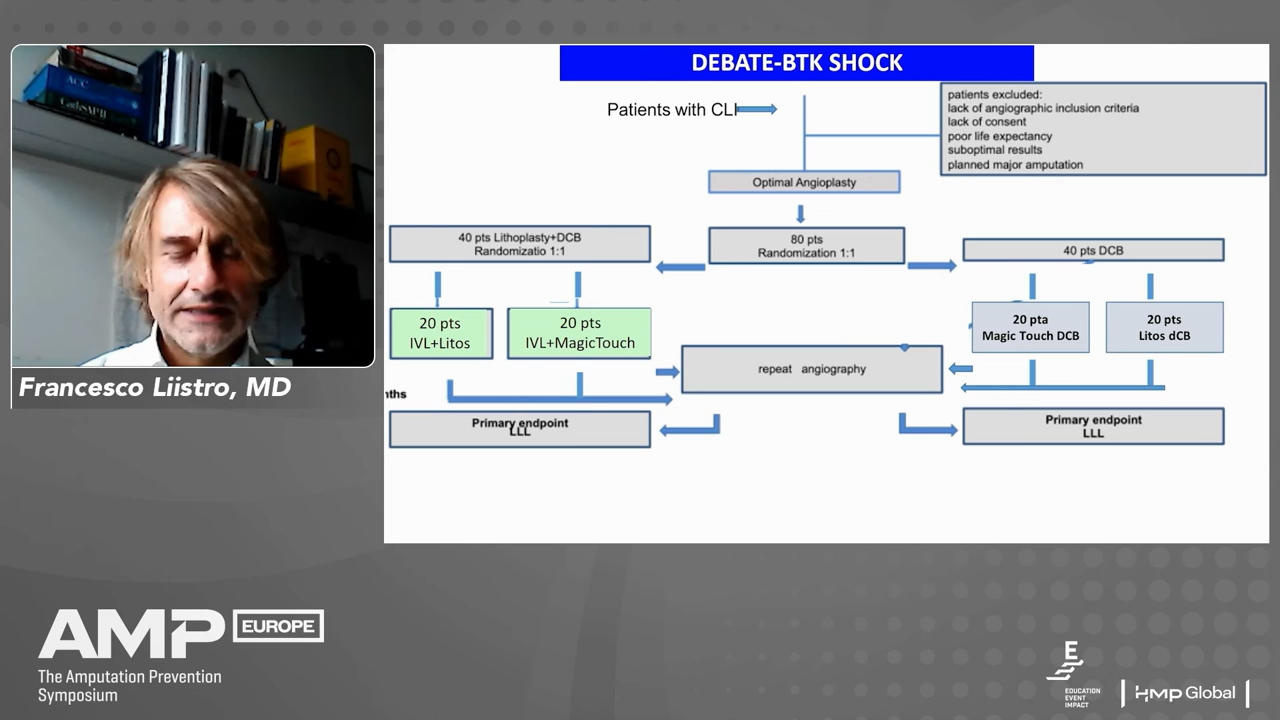 ACC
DEBATE-BTK SHOCK
Patients with CLI
patients excluded:
lack of angiographic inclusion criteria
lack of consent
poor life expectancy
suboptimal results
planned major amputation
Optimal Angioplasty
40 pts Lithoplasty+DCB
Randomizatio 1:1
80 pts
Randomization 1:1
40 pts DCB
20 pts
IVL+Litos
20 pts
IVL+MagicTouch
20 pta
Magic Touch DCB
20 pts
Litos dCB
repeat angiography
nths
Primary endpoint
LLL
Primary endpoint
LLL
Francesco Liistro, MD
AMP EUROPE
The Amputation Prevention
Symposium
E
EDUCATION
EVENT
IMPACT
HMP Global